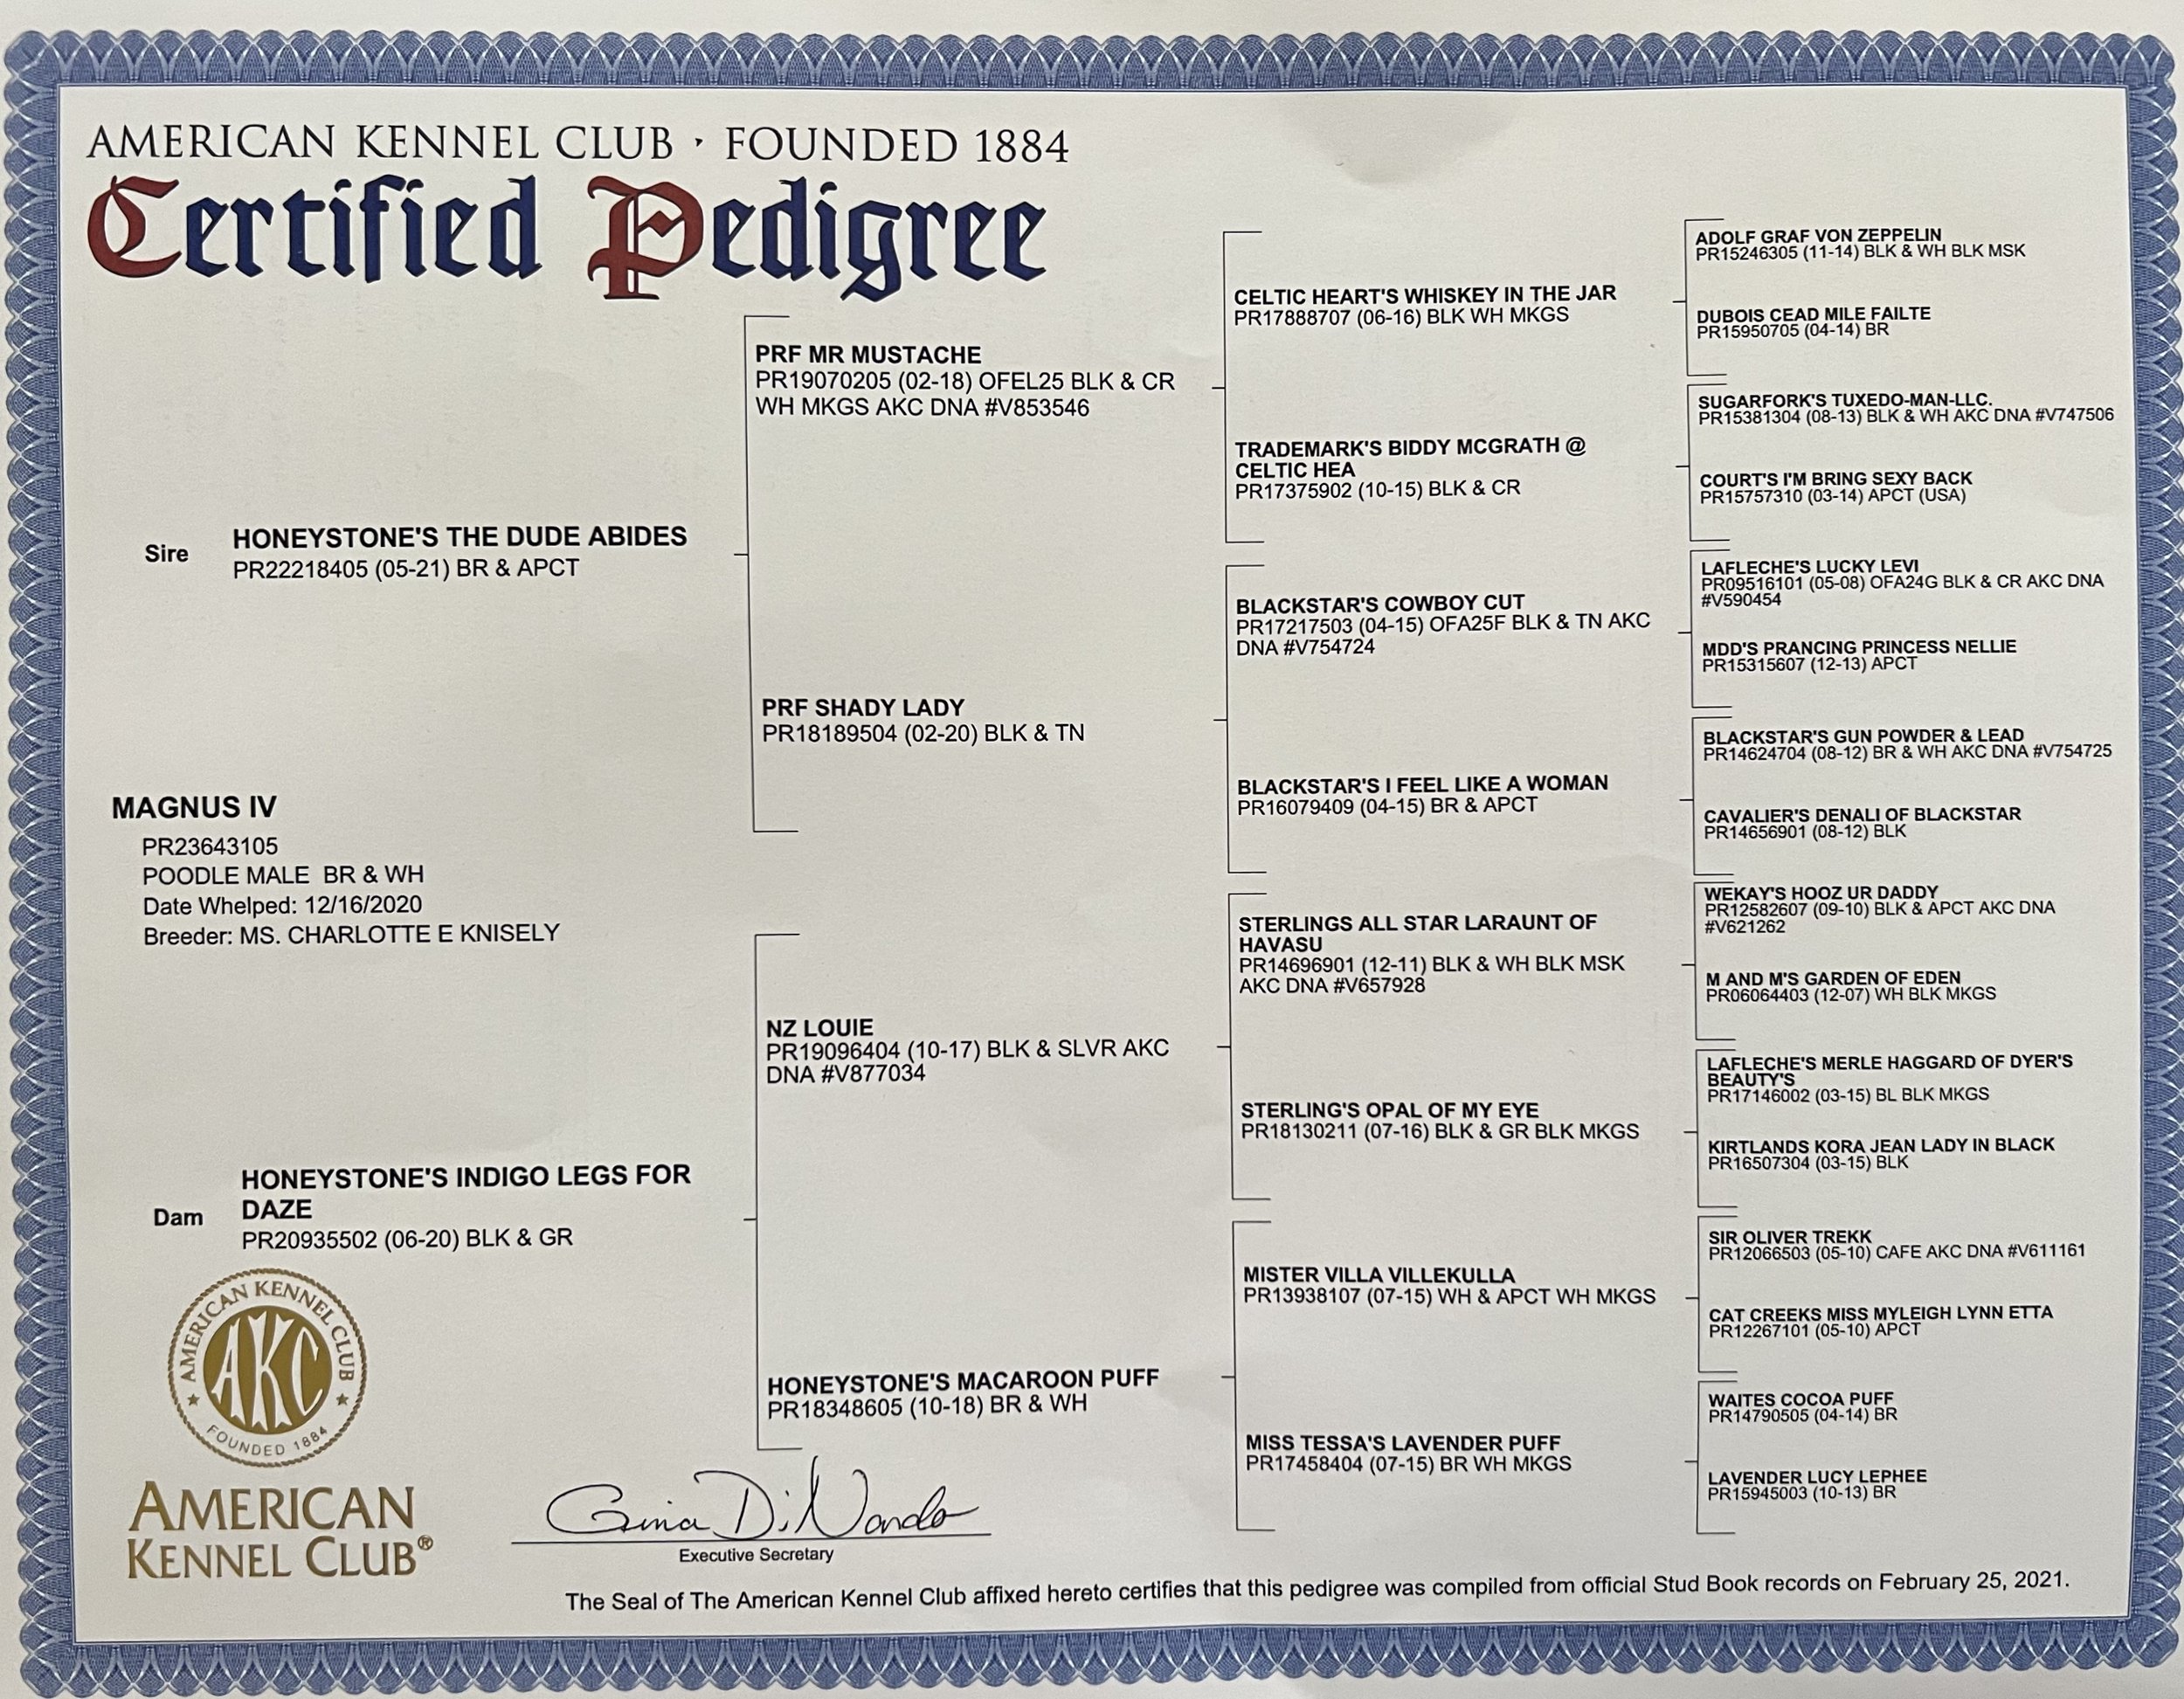 AMERICAN KENNEL CLUB · FOUNDED 1884
Certified Pedigree
Sire
HONEYSTONE'S THE DUDE ABIDES
PR22218405 (05-21) BR & APCT
MAGNUS IV
PR23643105
POODLE MALE BR & WH
Date Whelped: 12/16/2020
Breeder: MS. CHARLOTTE E KNISELY
Dam
HONEYSTONE'S INDIGO LEGS FOR
DAZE
PR20935502 (06-20) BLK & GR
PRF MR MUSTACHE
PR19070205 (02-18) OFEL25 BLK & CR
WH MKGS AKC DNA #V853546
PRF SHADY LADY
PR18189504 (02-20) BLK & TN
NZ LOUIE
PR19096404 (10-17) BLK & SLVR AKC
DNA #V877034
HONEYSTONE'S MACAROON PUFF
PR18348605 (10-18) BR & WH
CELTIC HEART'S WHISKEY IN THE JAR
PR17888707 (06-16) BLK WH MKGS
TRADEMARK'S BIDDY MCGRATH @
CELTIC HEA
PR17375902 (10-15) BLK & CR
BLACKSTAR'S COWBOY CUT
PR17217503 (04-15) OFA25F BLK & TN AKC
DNA #V754724
BLACKSTAR'S I FEEL LIKE A WOMAN
PR16079409 (04-15) BR & APCT
STERLINGS ALL STAR LARAUNT OF
HAVASU
PR14696901 (12-11) BLK & WH BLK MSK
AKC DNA #V657928
STERLING'S OPAL OF MY EYE
PR18130211 (07-16) BLK & GR BLK MKGS
MISTER VILLA VILLEKULLA
PR13938107 (07-15) WH & APCT WH MKGS
MISS TESSA'S LAVENDER PUFF
PR17458404 (07-15) BR WH MKGS
ADOLF GRAF VON ZEPPELIN
PR15246305 (11-14) BLK & WH BLK MSK
DUBOIS CEAD MILE FAILTE
PR15950705 (04-14) BR
SUGARFORK'S TUXEDO-MAN-LLC.
PR15381304 (08-13) BLK & WH AKC DNA #V747506
COURT'S I'M BRING SEXY BACK
PR15757310 (03-14) APCT (USA)
LAFLECHE'S LUCKY LEVI
PR09516101 (05-08) OFA24G BLK & CR AKC DNA
#V590454
MDD'S PRANCING PRINCESS NELLIE
PR15315607 (12-13) APCT
BLACKSTAR'S GUN POWDER & LEAD
PR14624704 (08-12) BR & WH AKC DNA #V754725
CAVALIER'S DENALI OF BLACKSTAR
PR14656901 (08-12) BLK
WEKAY'S HOOZ UR DADDY
PR12582607 (09-10) BLK & APCT AKC DNA
#V621262
M AND M'S GARDEN OF EDEN
PR06064403 (12-07) WH BLK MKGS
LAFLECHE'S MERLE HAGGARD OF DYER'S
BEAUTY'S
PR17146002 (03-15) BL BLK MKGS
KIRTLANDS KORA JEAN LADY IN BLACK
PR16507304 (03-15) BLK
SIR OLIVER TREKK
PR12066503 (05-10) CAFE AKC DNA #V611161
CAT CREEKS MISS MYLEIGH LYNN ETTA
PR12267101 (05-10) APCT
WAITES COCOA PUFF
PR14790505 (04-14) BR
LAVENDER LUCY LEPHEE
PR15945003 (10-13) BR
AMERICAN KENNEL CLUB
AKC
FOUNDED 1884
AMERICAN
KENNEL CLUB®
Gina DiNardo
Executive Secretary
The Seal of The American Kennel Club affixed hereto certifies that this pedigree was compiled from official Stud Book records on February 25, 2021.